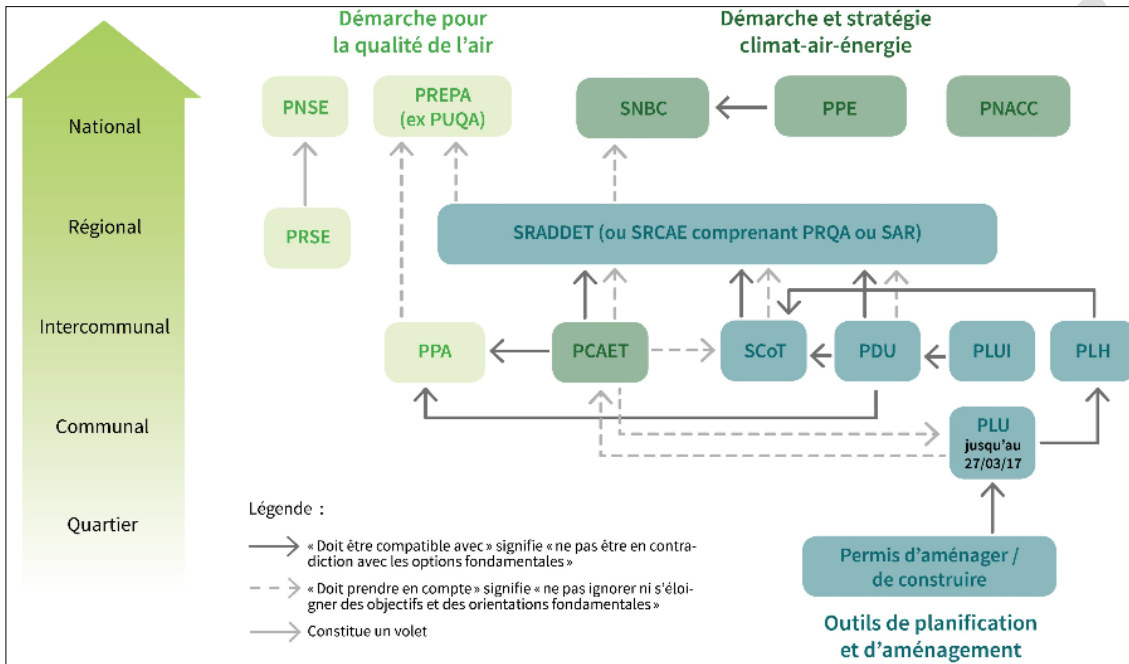 Démarche pour
la qualité de l'air
Démarche et stratégie
climat-air-énergie
National
PNSE
PREPA
(ex PUQA)
SNBC
PPE
PNACC
Régional
PRSE
SRADDET (ou SRCAE comprenant PRQA ou SAR)
Intercommunal
PPA
PCAET
SCoT
PDU
PLUI
PLH
Communal
PLU
jusqu'au
27/03/17
Quartier
Légende :
« Doit être compatible avec » signifie « ne pas être en contra-
diction avec les options fondamentales »
« Doit prendre en compte » signifie « ne pas ignorer ni s'éloi-
gner des objectifs et des orientations fondamentales »
Constitue un volet
Permis d'aménager /
de construire
Outils de planification
et d'aménagement